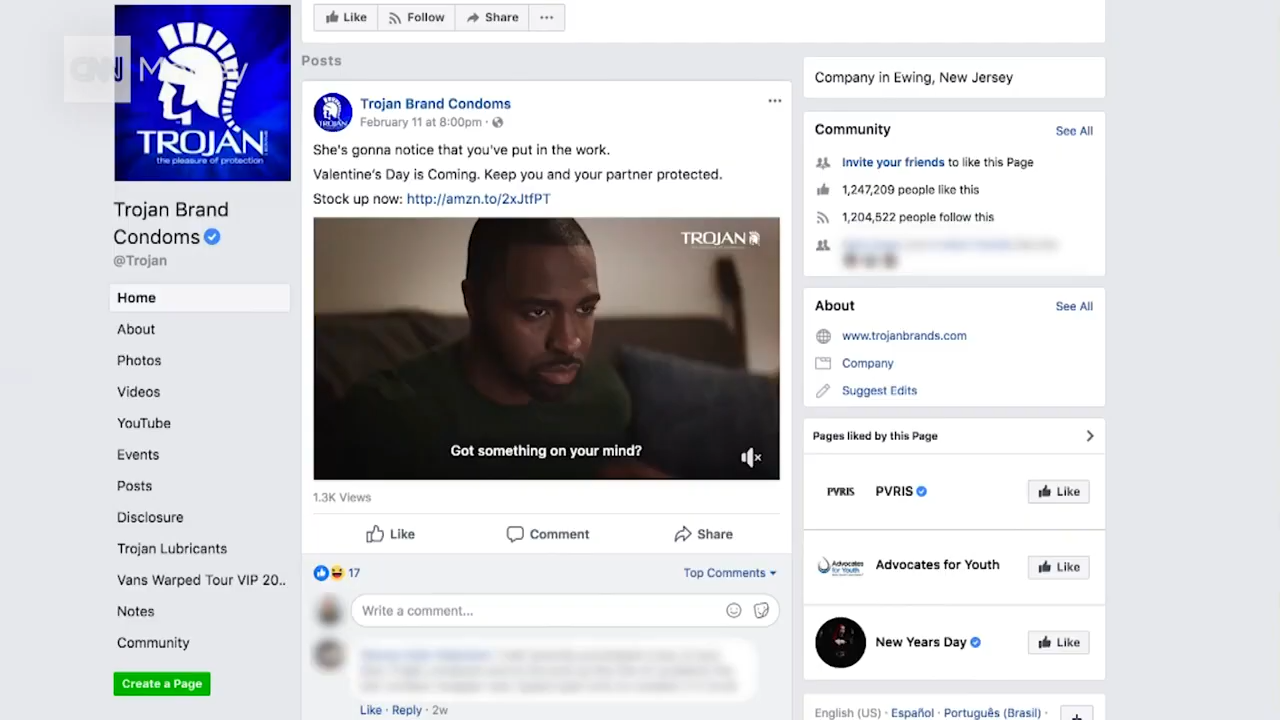 Like
Follow
Share
CNN Money
TROJAN
the pleasure of protection
Trojan Brand
Condoms
@Trojan
Home
About
Photos
Videos
YouTube
Events
Posts
Disclosure
Trojan Lubricants
Vans Warped Tour VIP 20..
Notes
Community
Create a Page
Posts
TROJAN
Trojan Brand Condoms
February 11 at 8:00pm ·
She's gonna notice that you've put in the work.
Valentine's Day is Coming. Keep you and your partner protected.
Stock up now: http://amzn.to/2xJtfPT
TROJAN
Got something on your mind?
1.3K Views
Like
Comment
Share
17
Top Comments
Write a comment...
Like · Reply · 2w
Company in Ewing, New Jersey
Community
See All
Invite your friends to like this Page
1,247,209 people like this
1,204,522 people follow this
About
See All
www.trojanbrands.com
Company
Suggest Edits
Pages liked by this Page
PVRIS
PVRIS
Like
Advocates
for Youth
Advocates for Youth
Like
New Years Day
Like
English (US) · Español · Português (Brasil) ·